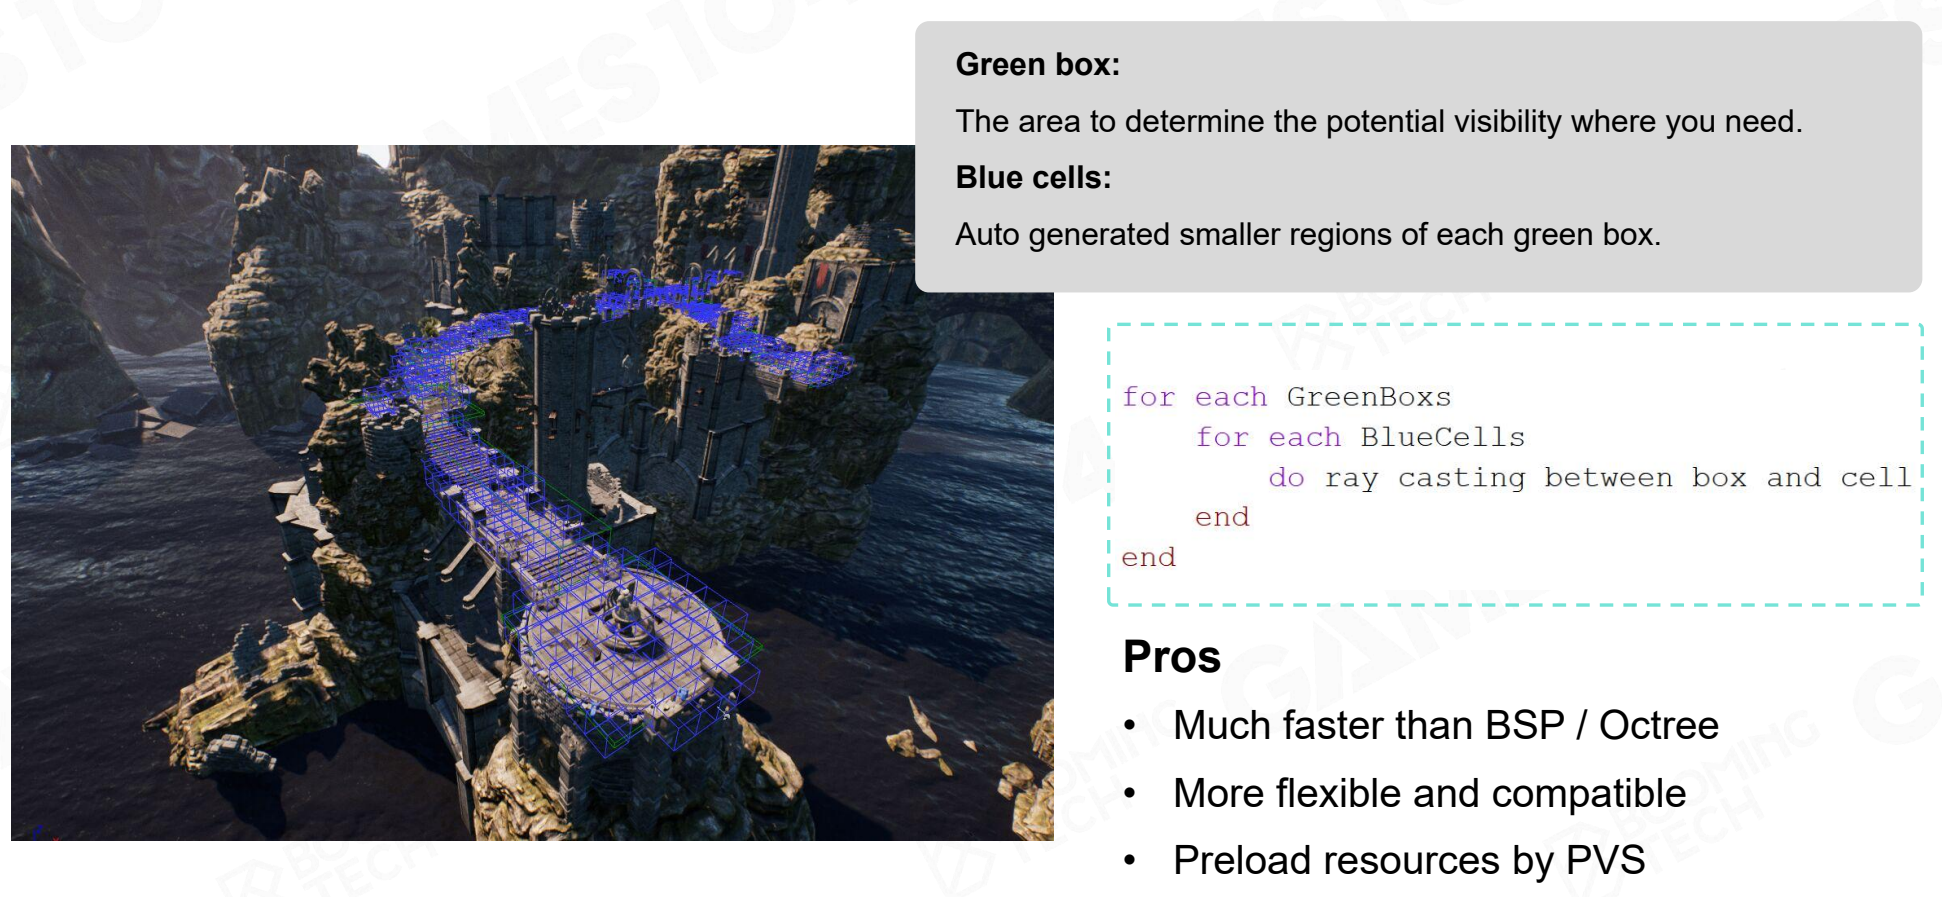 Green box:
The area to determine the potential visibility where you need.
Blue cells:
Auto generated smaller regions of each green box.
for each GreenBoxs
for each BlueCells
do ray casting between box and cell
end
end
Pros
• Much faster than BSP / Octree
• More flexible and compatible
• Preload resources by PVS